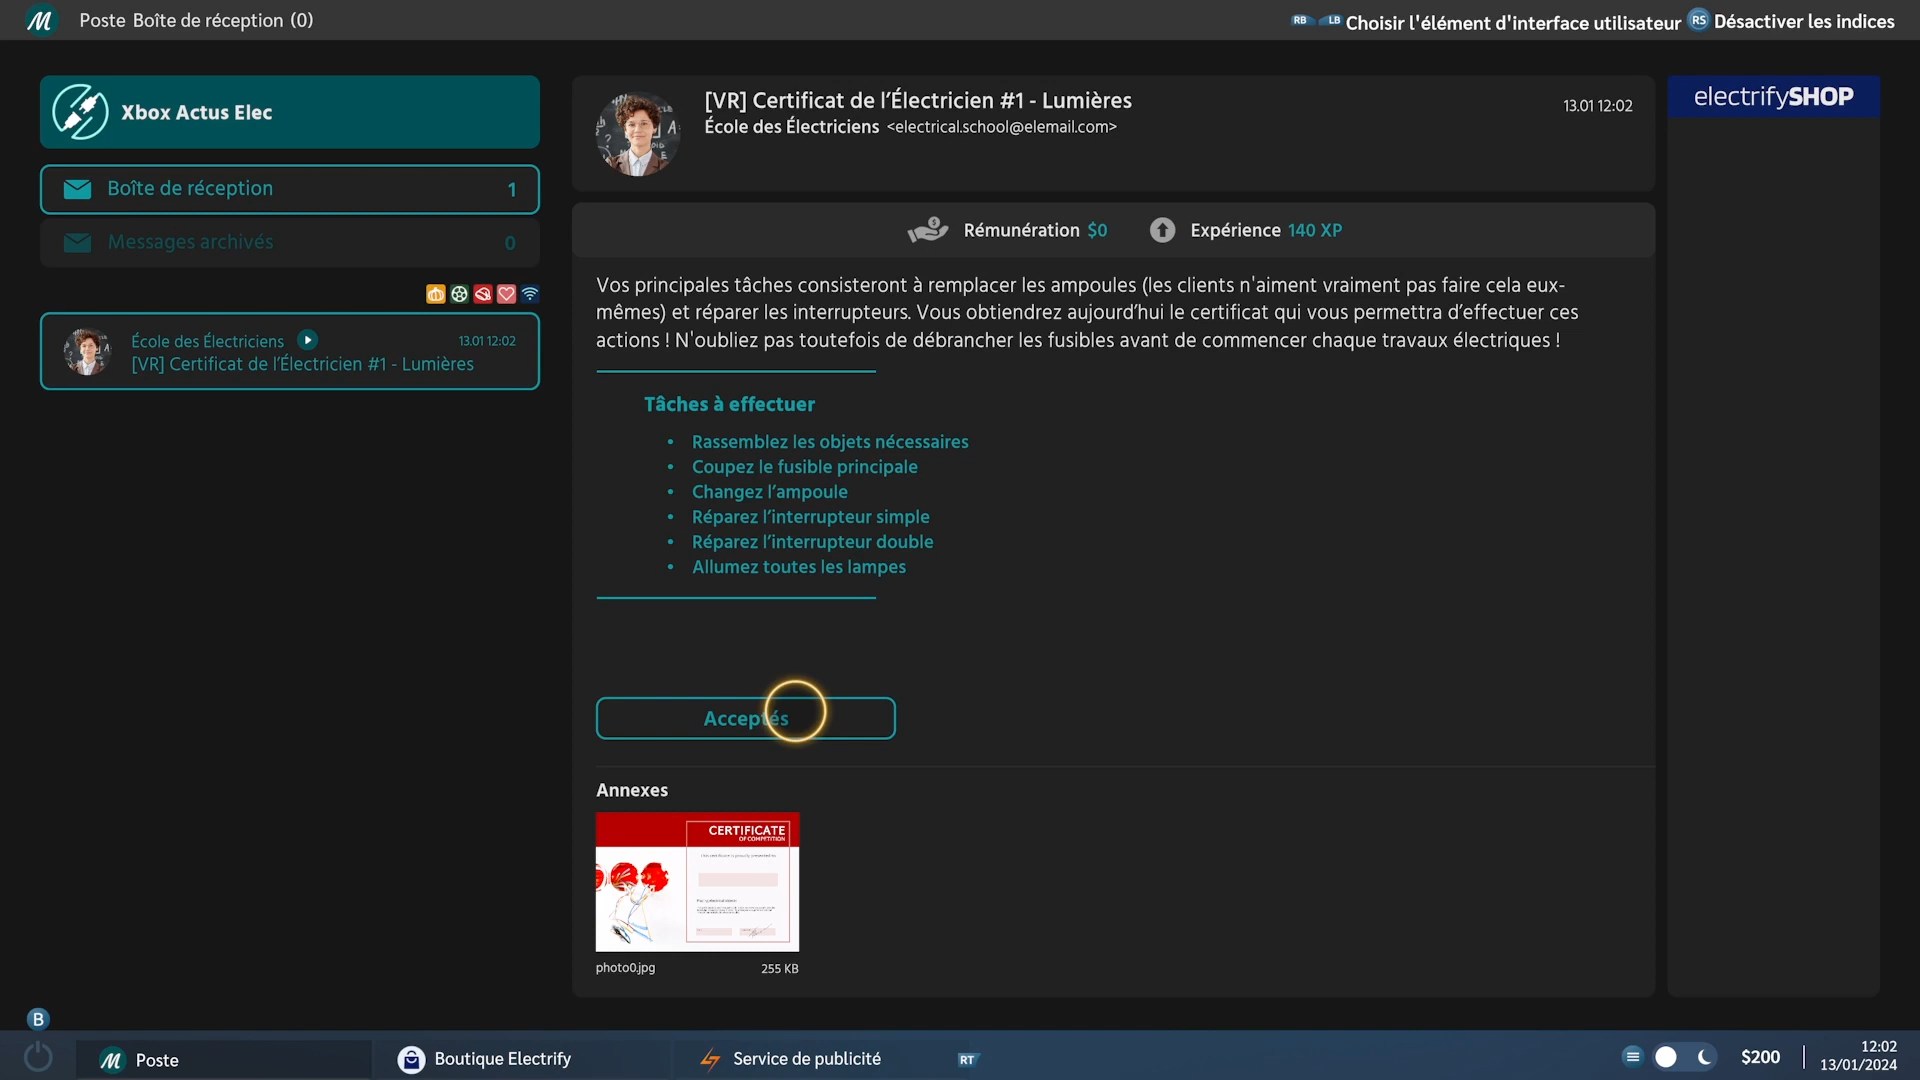 Poste Boîte de réception (0)
RB LB Choisir l'élément d'interface utilisateur RS Désactiver les indices
Xbox Actus Elec
Boîte de réception 1
Messages archivés 0
École des Électriciens 13.01 12:02
[VR] Certificat de l’Électricien #1 - Lumières
[VR] Certificat de l’Électricien #1 - Lumières
École des Électriciens <electrical.school@elemail.com>
13.01 12:02
Rémunération $0 Expérience 140 XP
Vos principales tâches consisteront à remplacer les ampoules (les clients n'aiment vraiment pas faire cela eux-
mêmes) et réparer les interrupteurs. Vous obtiendrez aujourd’hui le certificat qui vous permettra d’effectuer ces
actions ! N'oubliez pas toutefois de débrancher les fusibles avant de commencer chaque travaux électriques !
Tâches à effectuer
• Rassemblez les objets nécessaires
• Coupez le fusible principale
• Changez l’ampoule
• Réparez l’interrupteur simple
• Réparez l’interrupteur double
• Allumez toutes les lampes
Acceptés
Annexes
CERTIFICATE
OF COMPETITION
photo0.jpg 255 KB
electrifySHOP
B
Poste
Boutique Electrify
Service de publicité
RT
$200
12:02
13/01/2024